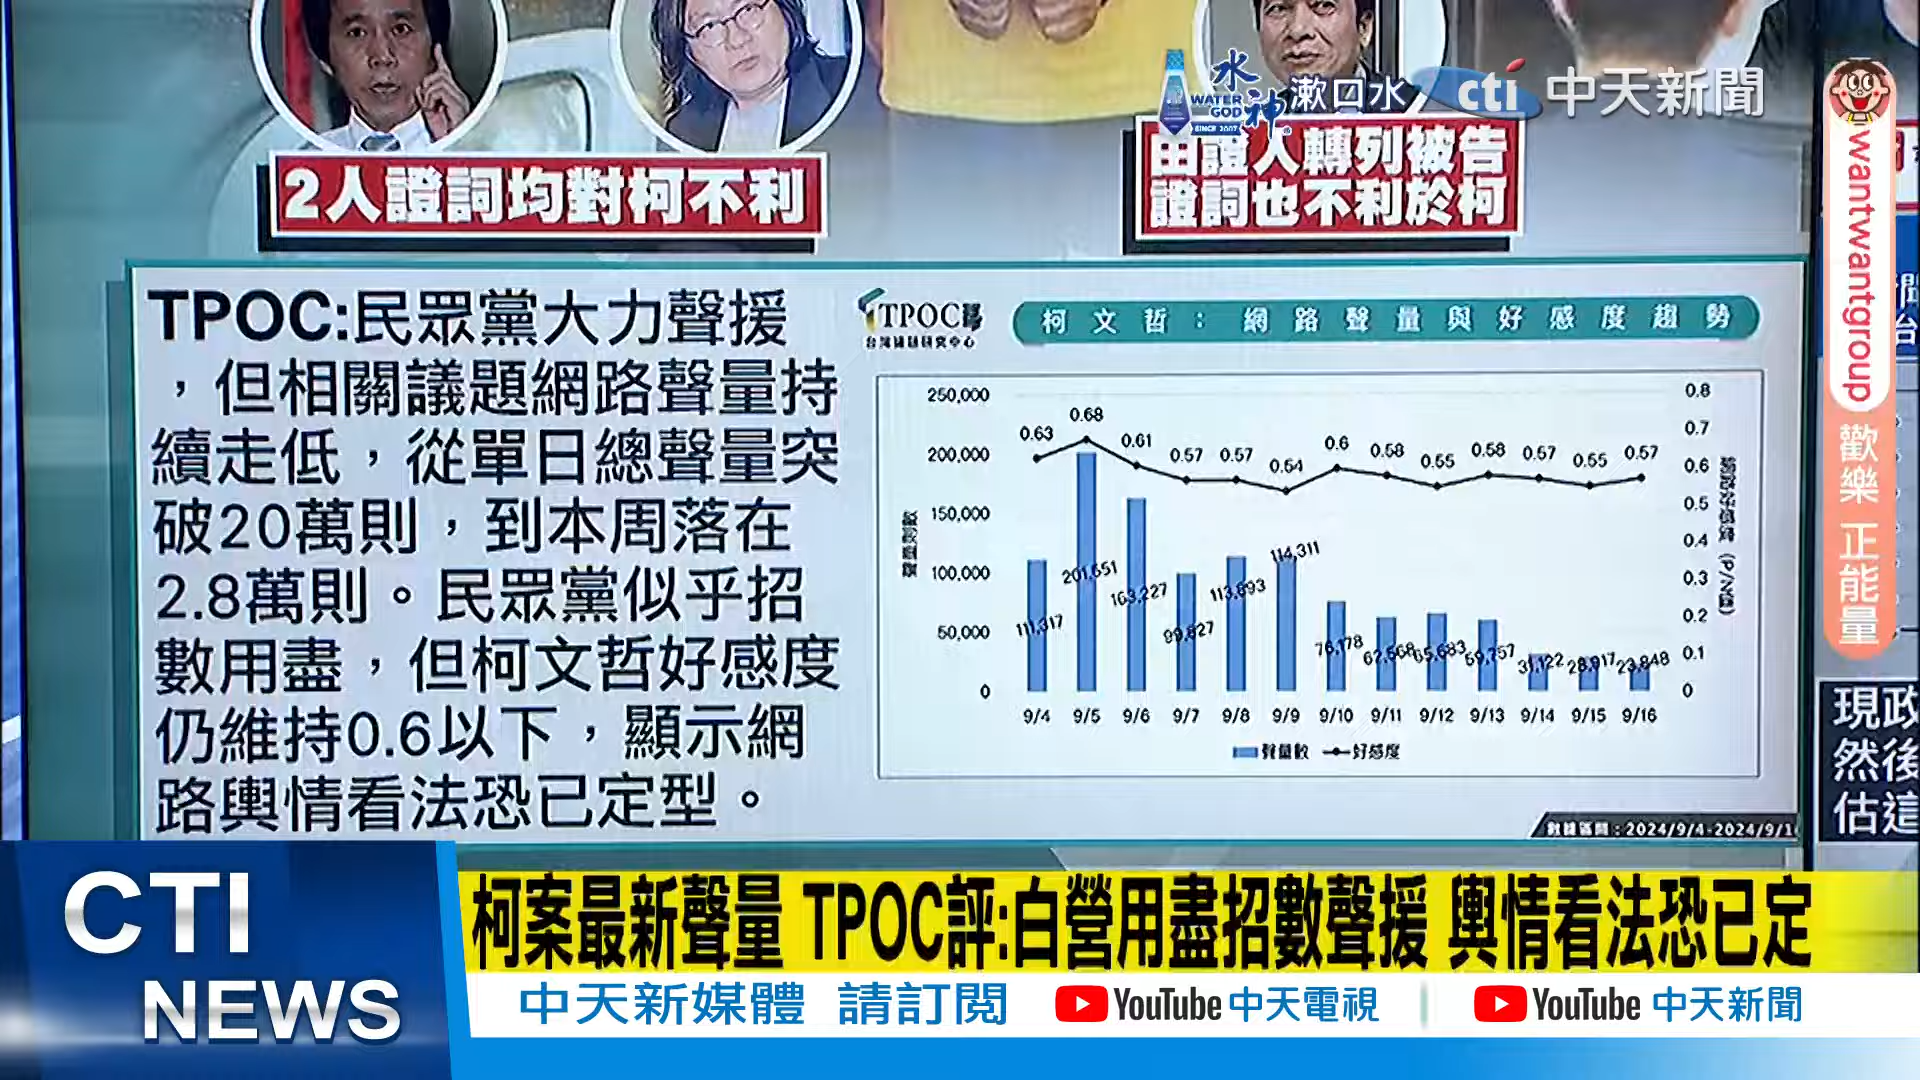 水神
WATER GOD
SINCE 2007
漱口水
cti 中天新聞
2人證詞均對柯不利
由證人轉列被告
證詞也不利於柯
wantwantgroup
歡樂 正能量
TPOC:民眾黨大力聲援
，但相關議題網路聲量持
續走低，從單日總聲量突
破20萬則，到本周落在
2.8萬則。民眾黨似乎招
數用盡，但柯文哲好感度
仍維持0.6以下，顯示網
路輿情看法恐已定型。
TPOC
台灣議題研究中心
柯文哲：網路聲量與好感度趨勢
250,000
200,000
150,000
100,000
50,000
0
0.8
0.7
0.6
0.5
0.4
0.3
0.2
0.1
0
0.63 0.68 0.61 0.57 0.57 0.54 0.6 0.58 0.55 0.58 0.57 0.55 0.57
111,317 201,651 163,227 99,827 113,893 114,311 76,178 62,568 65,683 59,757 31,122 28,917 23,848
9/4 9/5 9/6 9/7 9/8 9/9 9/10 9/11 9/12 9/13 9/14 9/15 9/16
聲量數 好感度
數據區間：2024/9/4-2024/9/16
現政
然後
估這
CTI
NEWS
柯案最新聲量 TPOC評:白營用盡招數聲援 輿情看法恐已定
中天新媒體 請訂閱 YouTube 中天電視 YouTube 中天新聞